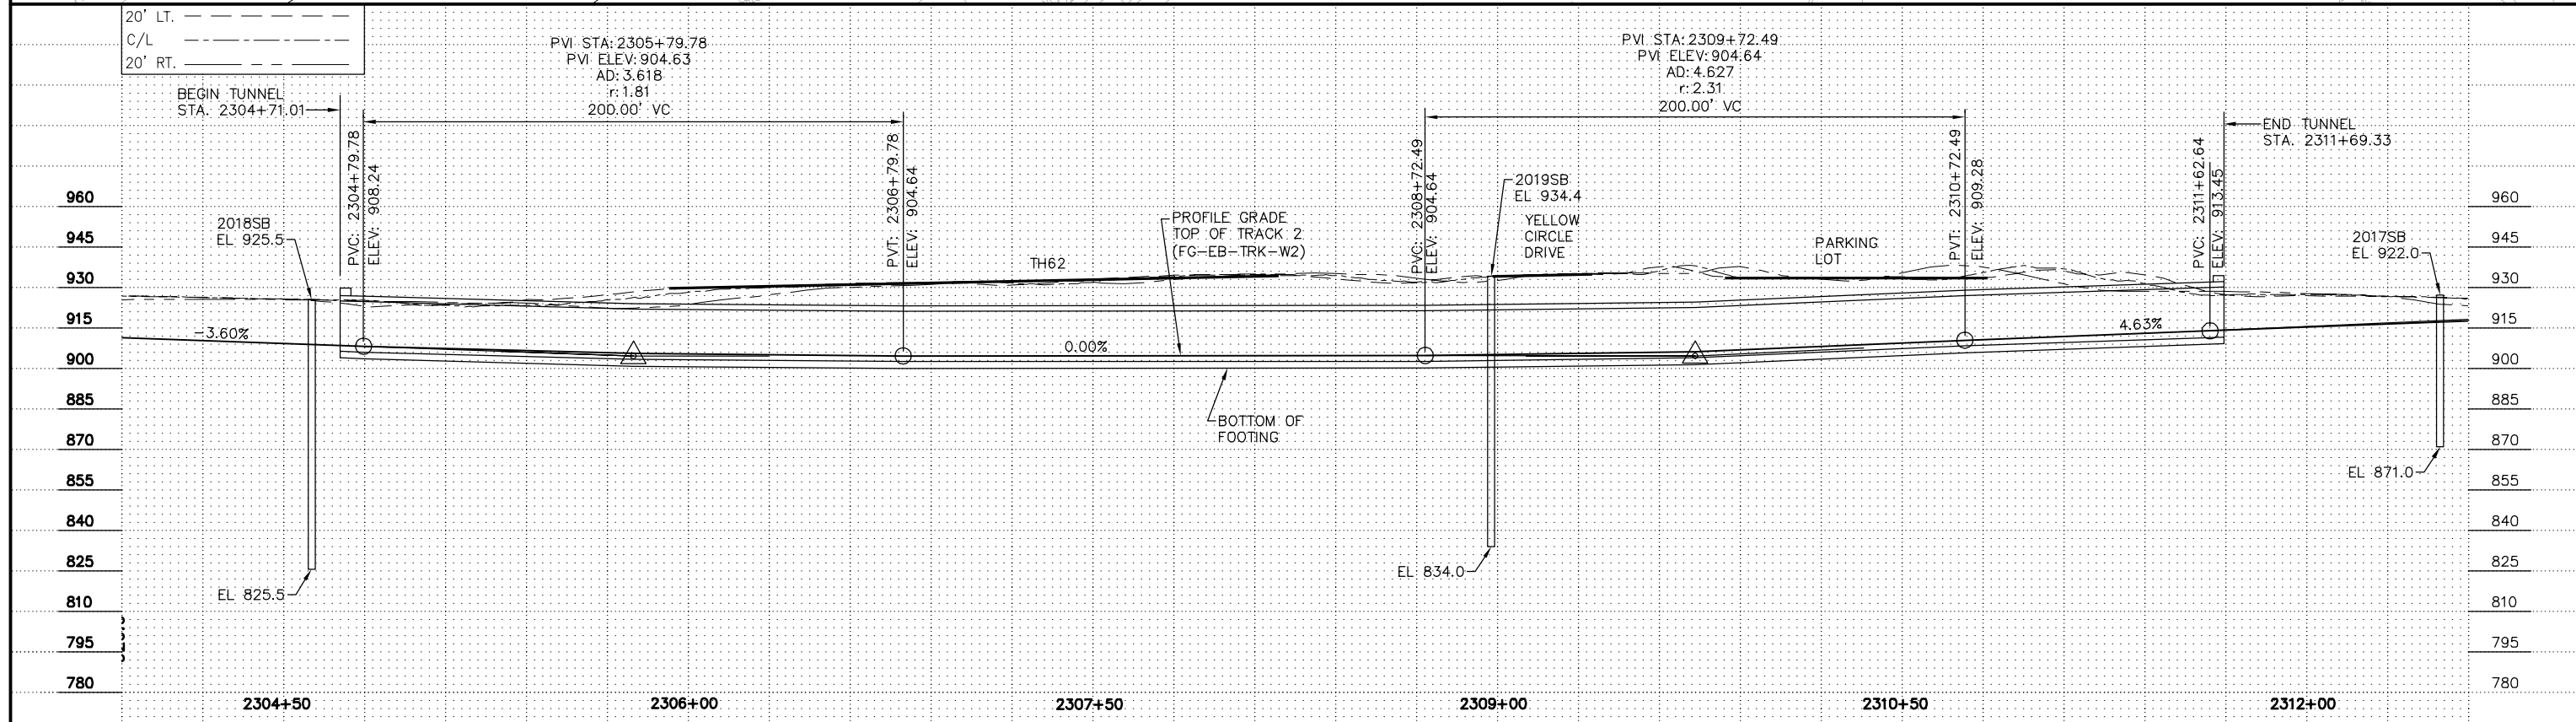 20' LT.
C/L
20' RT.
BEGIN TUNNEL
STA. 2304+71.01
PVI STA: 2305+79.78
PVI ELEV: 904.63
AD: 3.618
r: 1.81
200.00' VC
PVC: 2304+79.78
ELEV: 908.24
PVT: 2306+79.78
ELEV: 904.64
PVI STA: 2309+72.49
PVI ELEV: 904.64
AD: 4.627
r: 2.31
200.00' VC
PVC: 2308+72.49
ELEV: 904.64
PVT: 2310+72.49
ELEV: 909.28
PVC: 2311+62.64
ELEV: 913.45
END TUNNEL
STA. 2311+69.33
2018SB
EL 925.5
2019SB
EL 934.4
YELLOW
CIRCLE
DRIVE
PROFILE GRADE
TOP OF TRACK 2
(FG-EB-TRK-W2)
TH62
PARKING
LOT
2017SB
EL 922.0
-3.60%
0.00%
4.63%
BOTTOM OF
FOOTING
EL 825.5
EL 834.0
EL 871.0
960
945
930
915
900
885
870
855
840
825
810
795
780
960
945
930
915
900
885
870
855
840
825
810
795
780
2304+50
2306+00
2307+50
2309+00
2310+50
2312+00